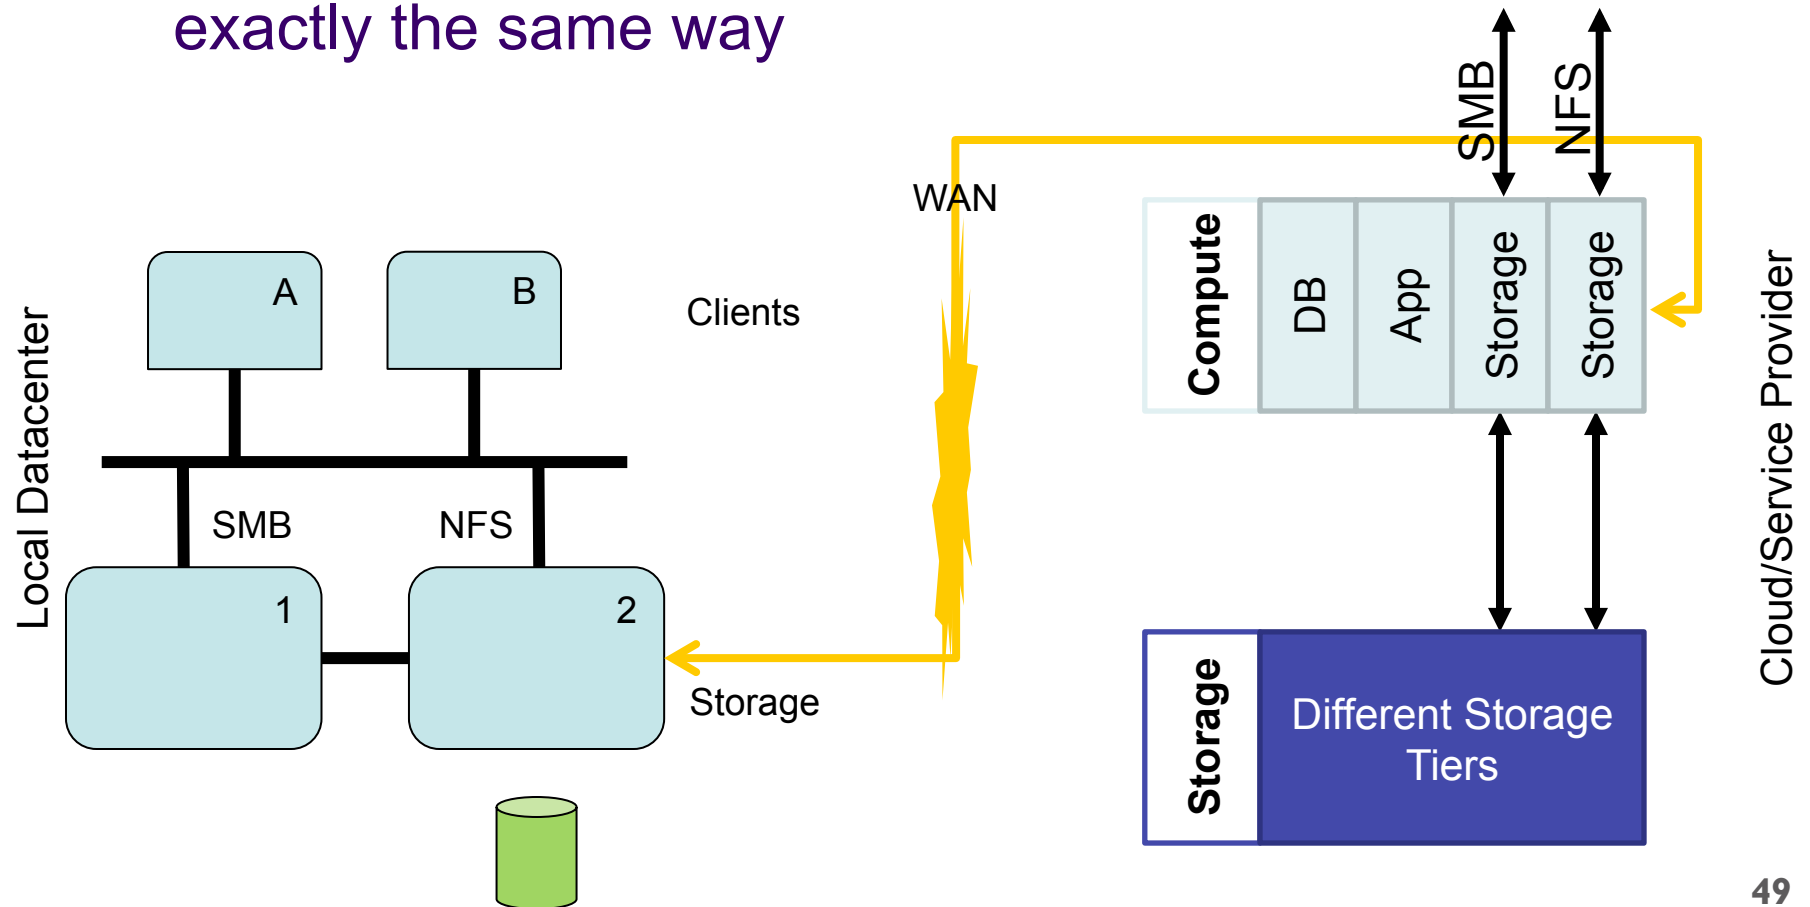 exactly the same way
SMB
NFS
WAN
A
B
Clients
Local Datacenter
SMB
NFS
1
2
Storage
Compute
DB
App
Storage
Storage
Cloud/Service Provider
Storage
Different Storage
Tiers
49